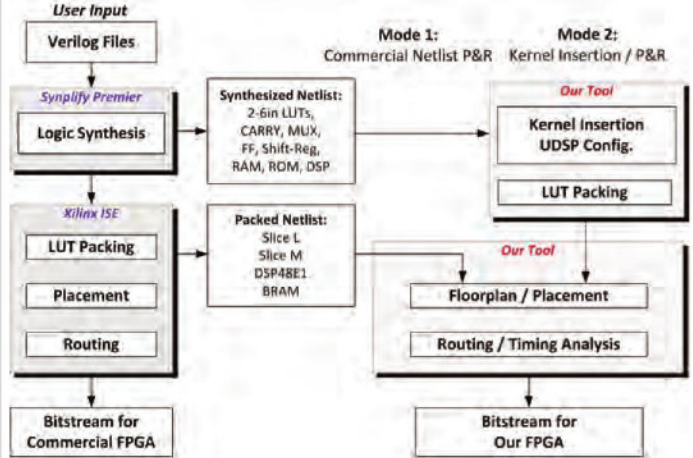 User Input
Verilog Files
Synplify Premier
Logic Synthesis
Xilinx ISE
LUT Packing
Placement
Routing
Bitstream for
Commercial FPGA
Synthesized Netlist:
2-6in LUTs,
CARRY, MUX,
FF, Shift-Reg,
RAM, ROM, DSP
Packed Netlist:
Slice L
Slice M
DSP48E1
BRAM
Mode 1:
Commercial Netlist P&R
Mode 2:
Kernel Insertion / P&R
Our Tool
Kernel Insertion
UDSP Config.
LUT Packing
Our Tool
Floorplan / Placement
Routing / Timing Analysis
Bitstream for
Our FPGA